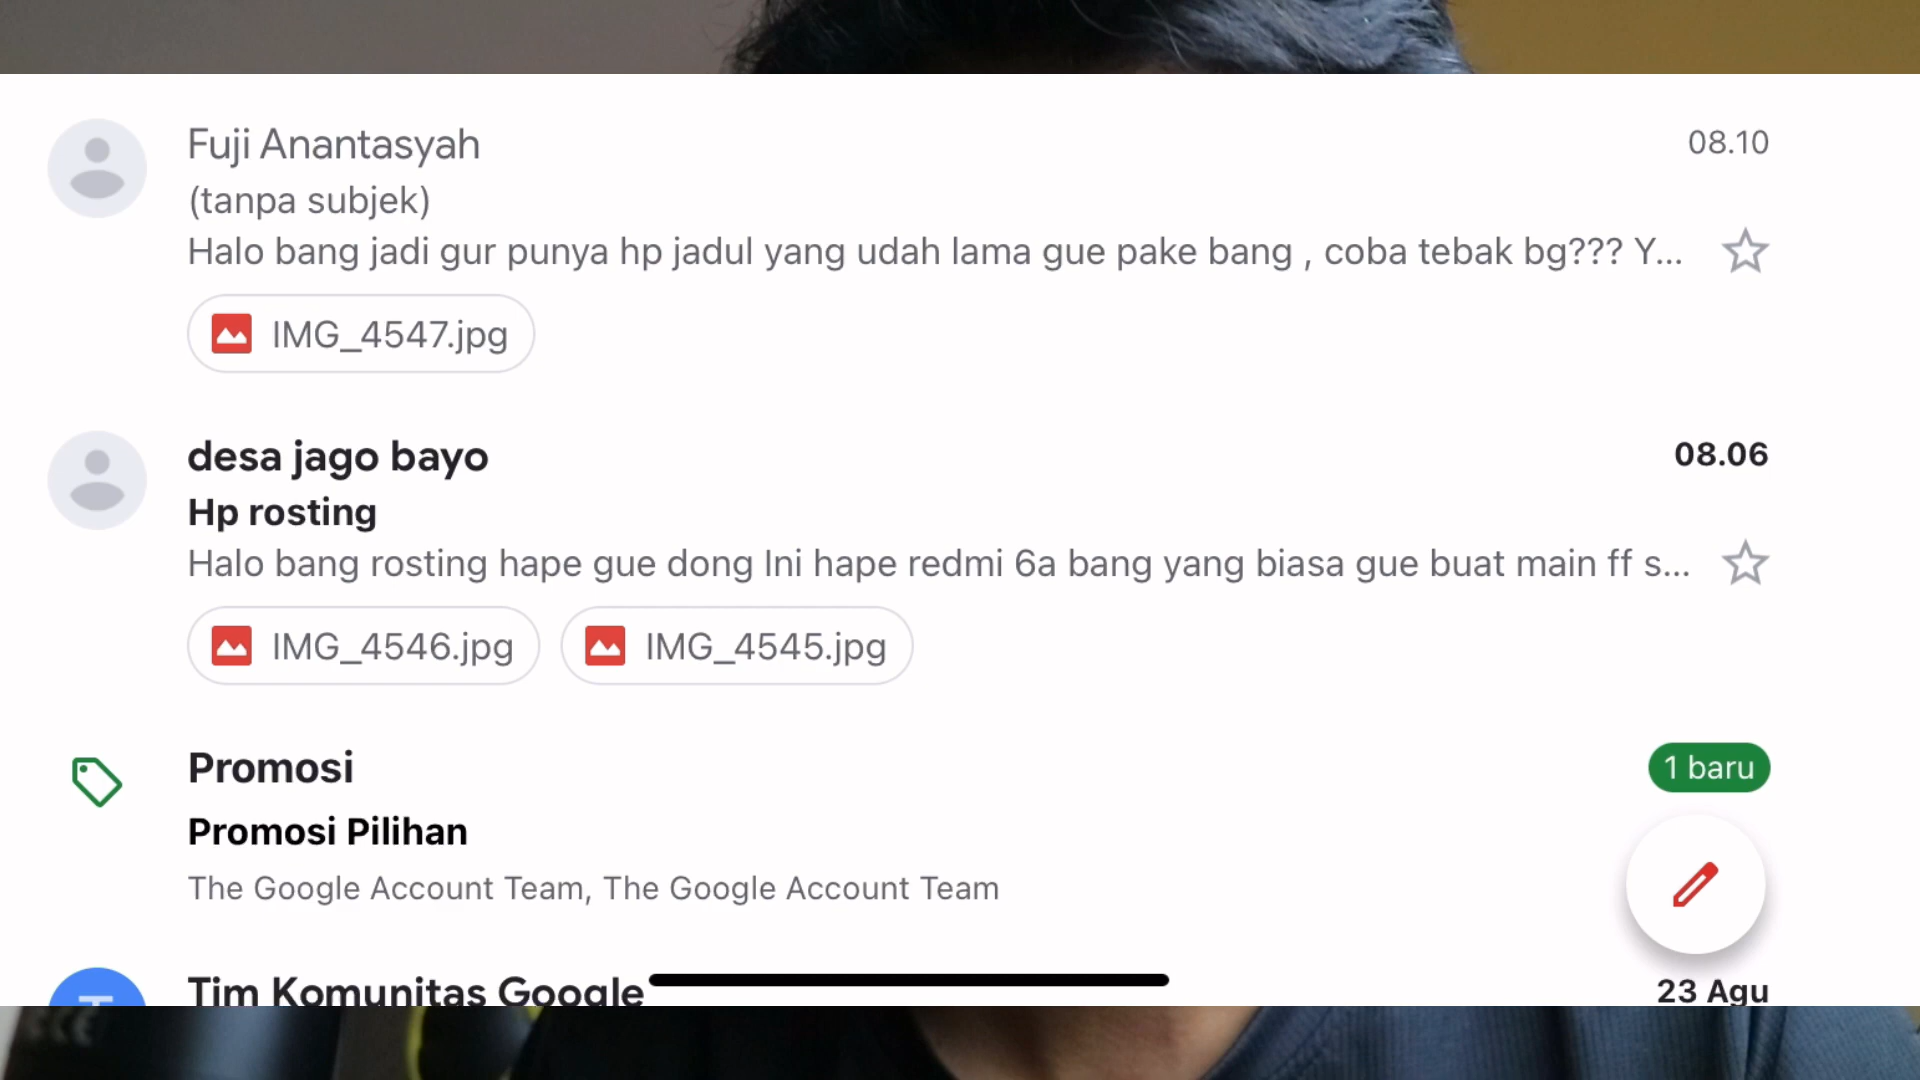 Fuji Anantasyah
08.10
(tanpa subjek)
Halo bang jadi gur punya hp jadul yang udah lama gue pake bang , coba tebak bg??? Y...
IMG_4547.jpg
desa jago bayo
08.06
Hp rosting
Halo bang rosting hape gue dong Ini hape redmi 6a bang yang biasa gue buat main ff s...
IMG_4546.jpg
IMG_4545.jpg
Promosi
1 baru
Promosi Pilihan
The Google Account Team, The Google Account Team
Tim Komunitas Google
23 Agu